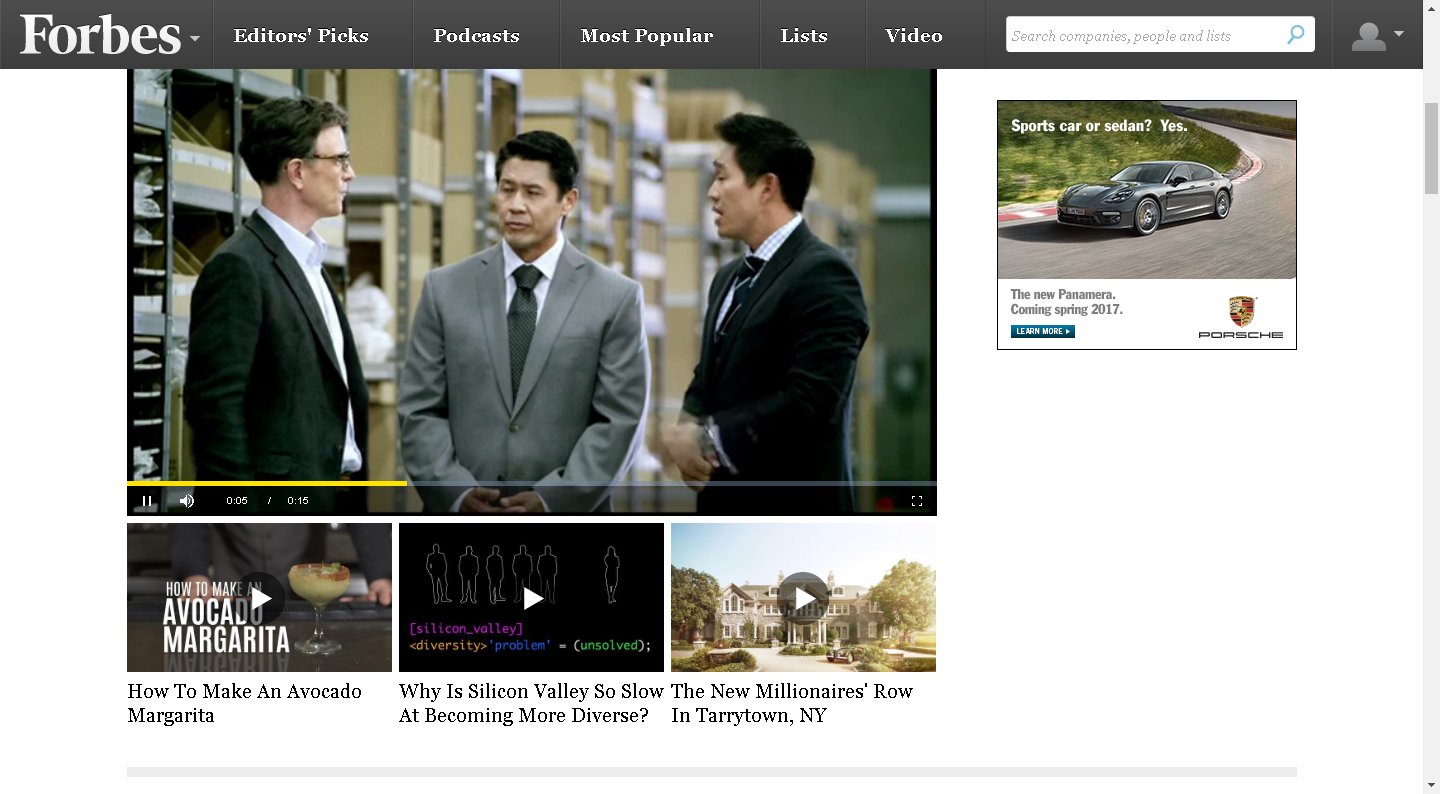 Forbes
Editors' Picks
Podcasts
Most Popular
Lists
Video
Search companies, people and lists
Sports car or sedan? Yes.
The new Panamera.
Coming spring 2017.
LEARN MORE
PORSCHE
0:05 / 0:15
HOW TO MAKE AN
AVOCADO
MARGARITA
[silicon_valley]
<diversity>'problem' = (unsolved);
How To Make An Avocado
Margarita
Why Is Silicon Valley So Slow
At Becoming More Diverse?
The New Millionaires' Row
In Tarrytown, NY